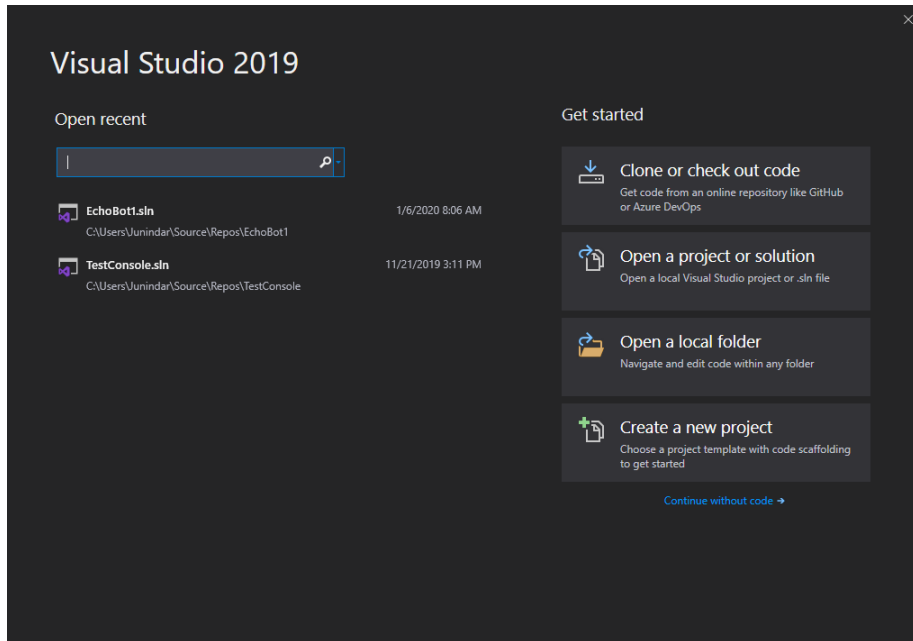 Visual Studio 2019
Open recent
EchoBot1.sln
1/6/2020 8:06 AM
C:\Users\Junindar\Source\Repos\EchoBot1
TestConsole.sln
11/21/2019 3:11 PM
C:\Users\Junindar\Source\Repos\TestConsole
Get started
Clone or check out code
Get code from an online repository like GitHub
or Azure DevOps
Open a project or solution
Open a local Visual Studio project or .sln file
Open a local folder
Navigate and edit code within any folder
Create a new project
Choose a project template with code scaffolding
to get started
Continue without code →